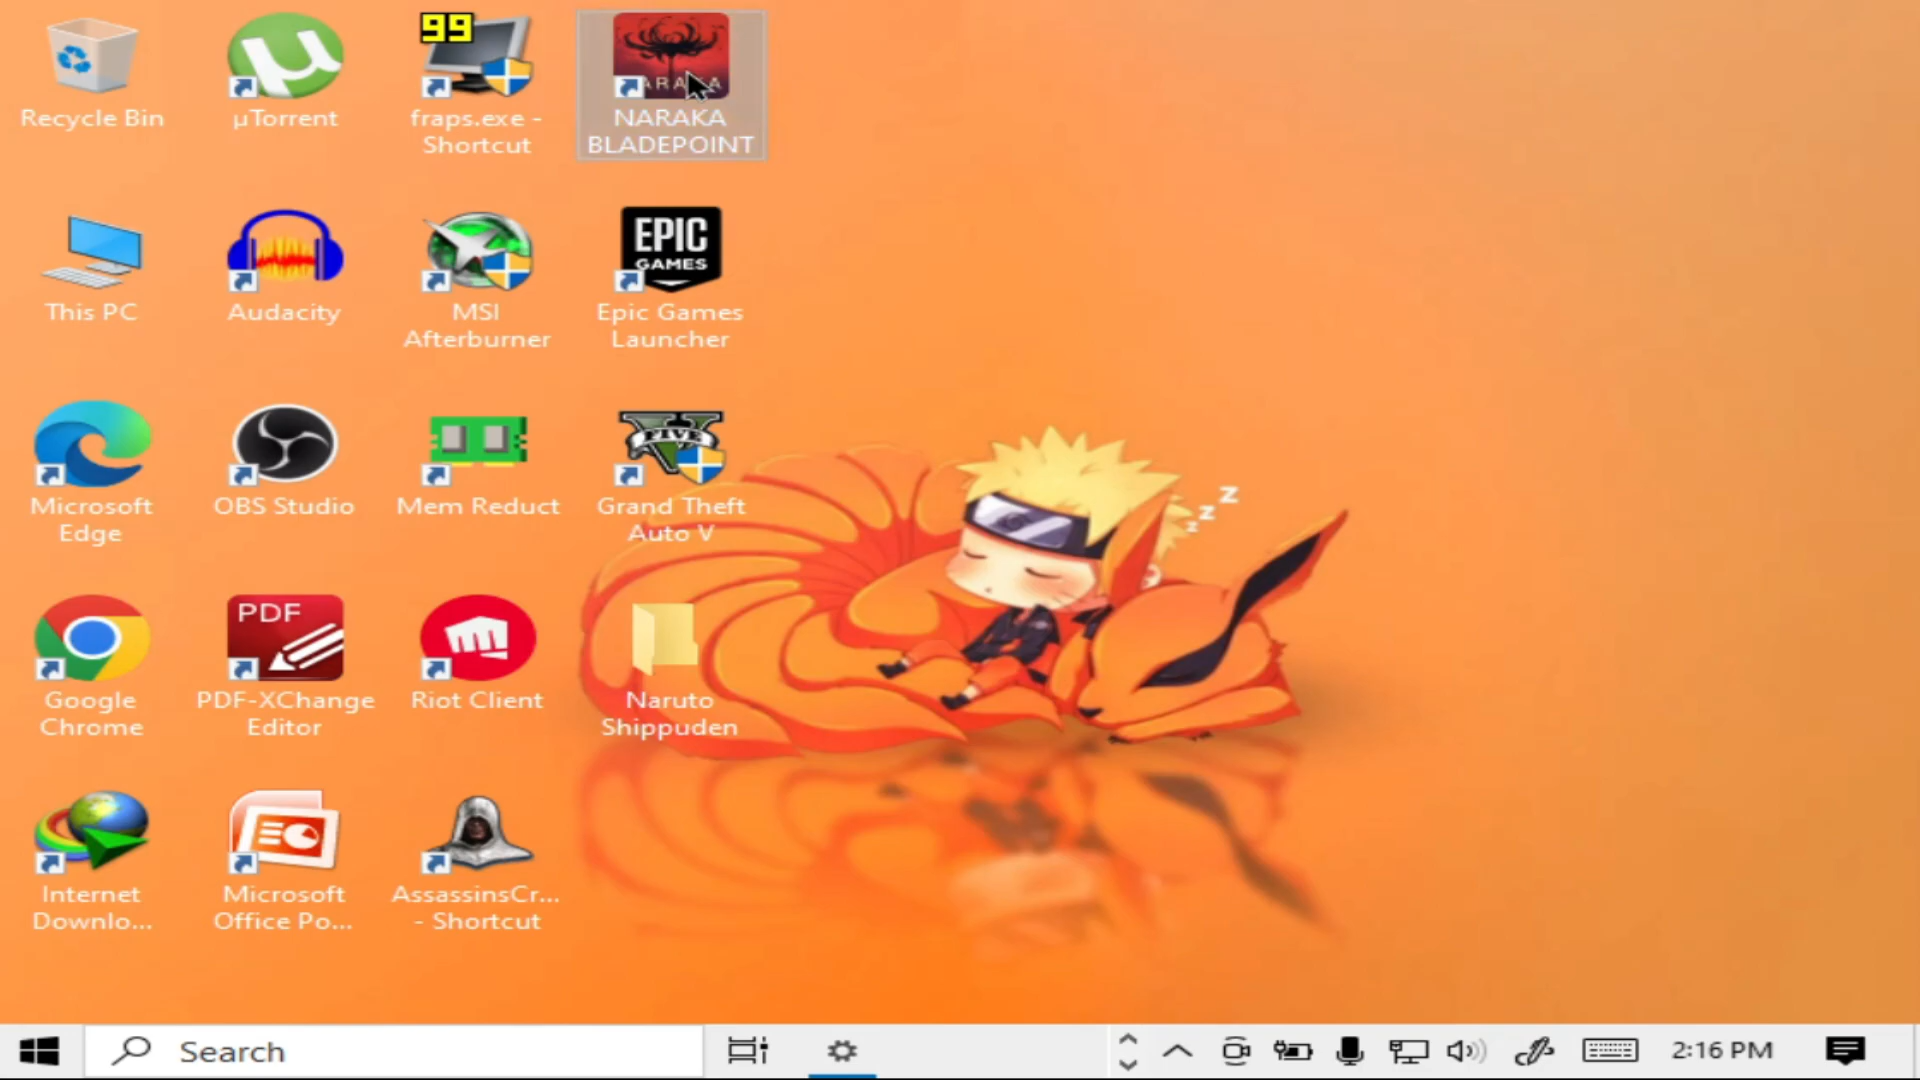 99
NARAKA
Recycle Bin
µTorrent
fraps.exe -
Shortcut
NARAKA
BLADEPOINT
EPIC
GAMES
This PC
Audacity
MSI
Afterburner
Epic Games
Launcher
FIVE
Microsoft
Edge
OBS Studio
Mem Reduct
Grand Theft
Auto V
z
z
z
PDF
Google
Chrome
PDF-XChange
Editor
Riot Client
Naruto
Shippuden
Internet
Downlo...
Microsoft
Office Po...
AssassinsCr...
- Shortcut
Search
2:16 PM